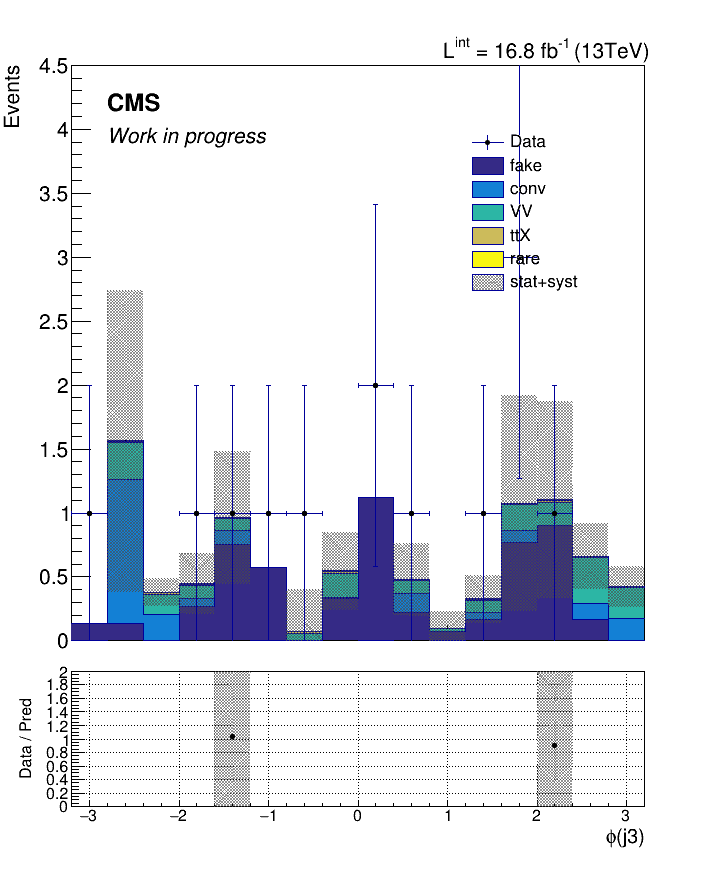 L^int = 16.8 fb^-1 (13TeV)
Events
4.5
4
3.5
3
2.5
2
1.5
1
0.5
0
CMS
Work in progress
Data
fake
conv
VV
ttX
rare
stat+syst
Data / Pred
2
1.8
1.6
1.4
1.2
1
0.8
0.6
0.4
0.2
0
−3 −2 −1 0 1 2 3
ϕ(j3)